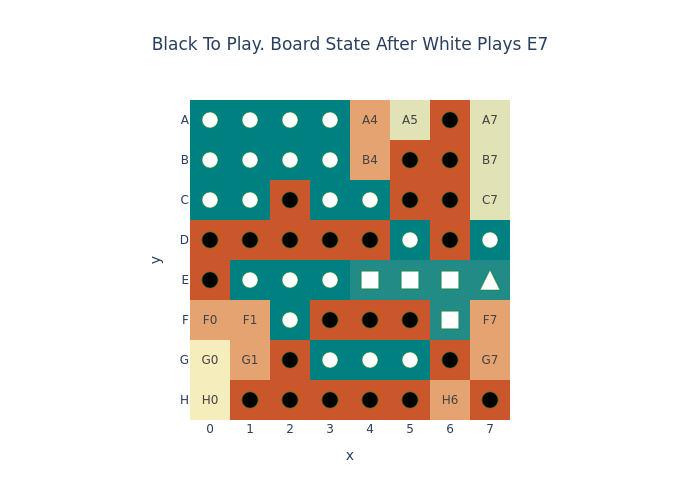 Black To Play. Board State After White Plays E7
A A4 A5 A7
B B4 B7
C C7
D
E
F F0 F1 F7
G G0 G1 G7
H H0 H6
0 1 2 3 4 5 6 7
x
y